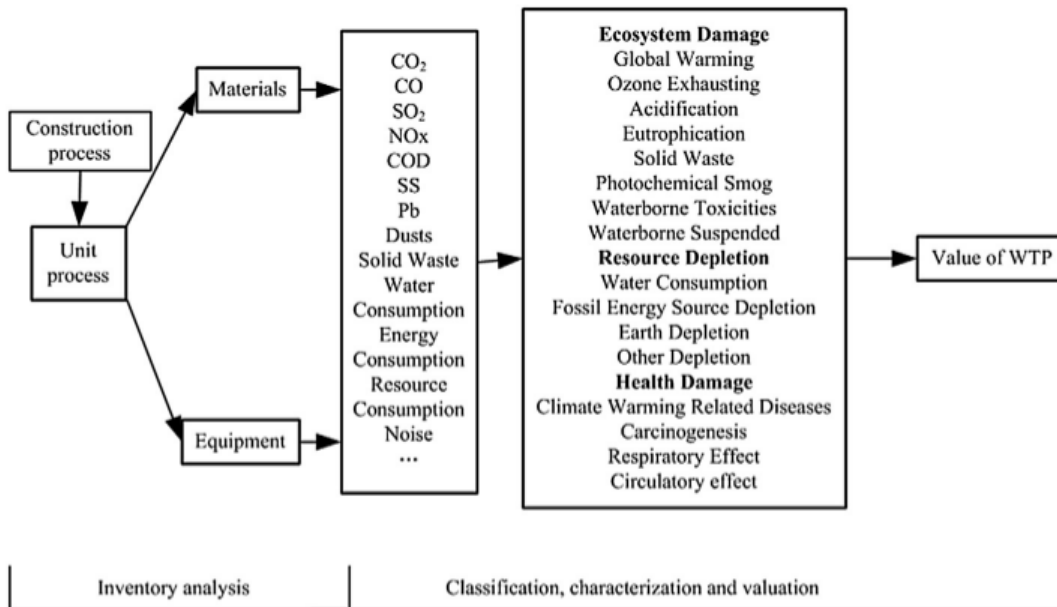 Construction
process
Unit
process
Materials
Equipment
CO₂
CO
SO₂
NOx
COD
SS
Pb
Dusts
Solid Waste
Water
Consumption
Energy
Consumption
Resource
Consumption
Noise
...
Ecosystem Damage
Global Warming
Ozone Exhausting
Acidification
Eutrophication
Solid Waste
Photochemical Smog
Waterborne Toxicities
Waterborne Suspended
Resource Depletion
Water Consumption
Fossil Energy Source Depletion
Earth Depletion
Other Depletion
Health Damage
Climate Warming Related Diseases
Carcinogenesis
Respiratory Effect
Circulatory effect
Value of WTP
Inventory analysis
Classification, characterization and valuation